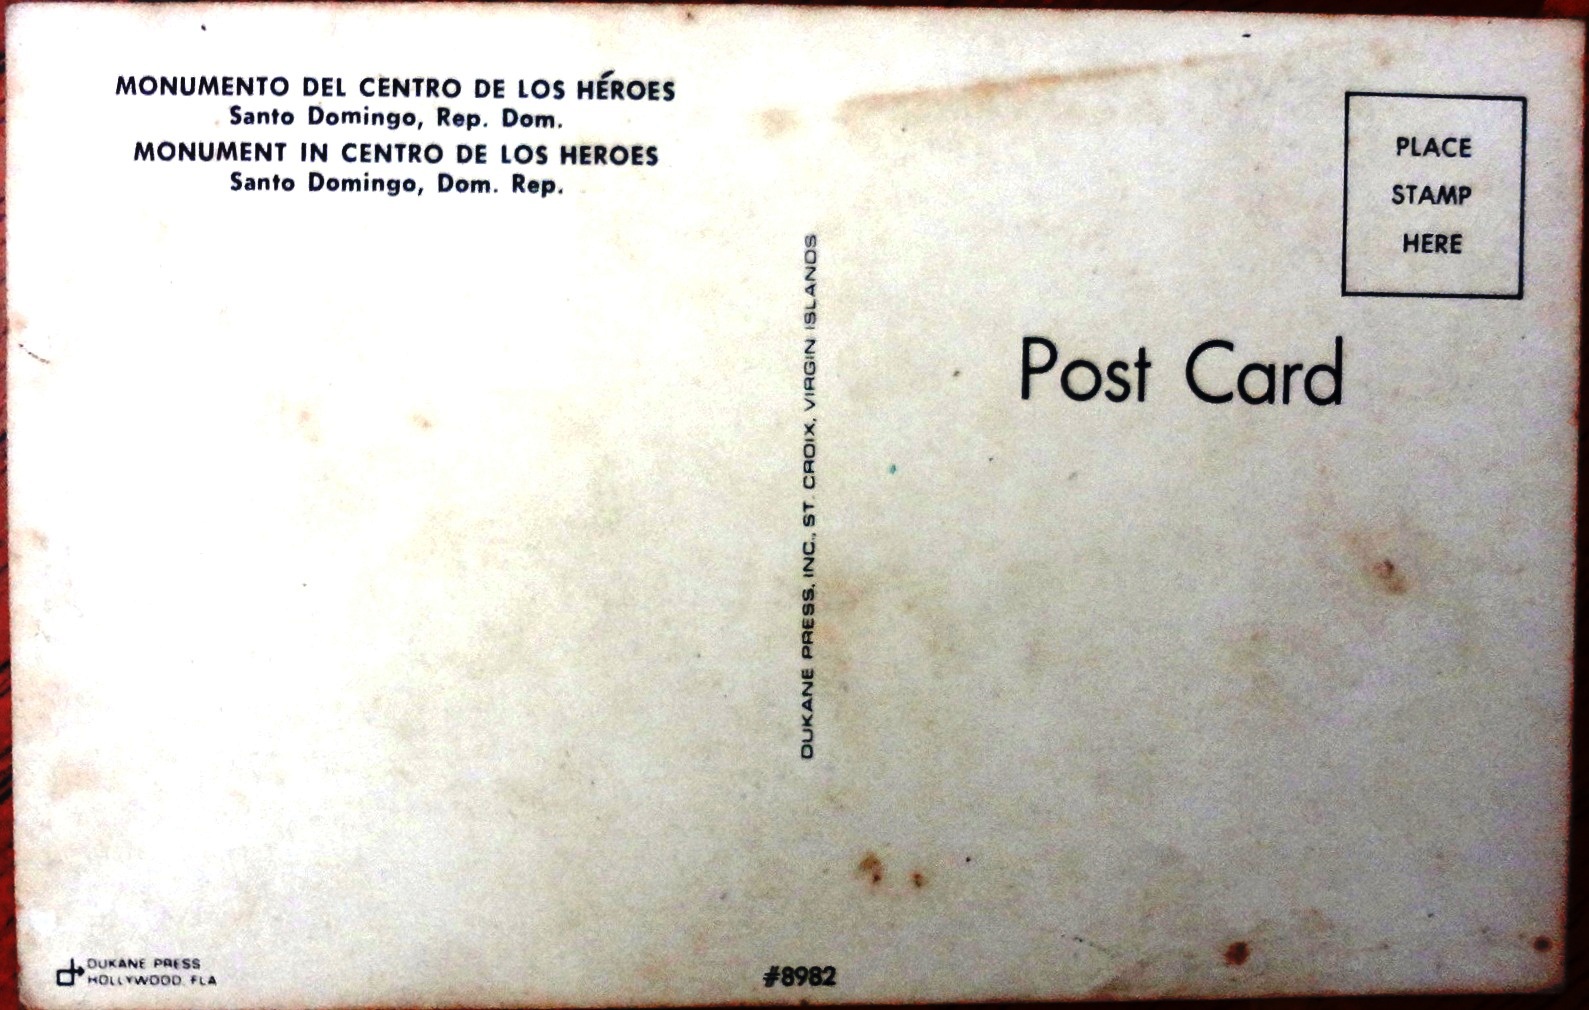 MONUMENTO DEL CENTRO DE LOS HÉROES
Santo Domingo, Rep. Dom.
MONUMENT IN CENTRO DE LOS HEROES
Santo Domingo, Dom. Rep.
PLACE
STAMP
HERE
Post Card
DUKANE PRESS, INC., ST. CROIX, VIRGIN ISLANDS
DUKANE PRESS
HOLLYWOOD, FLA
#8982